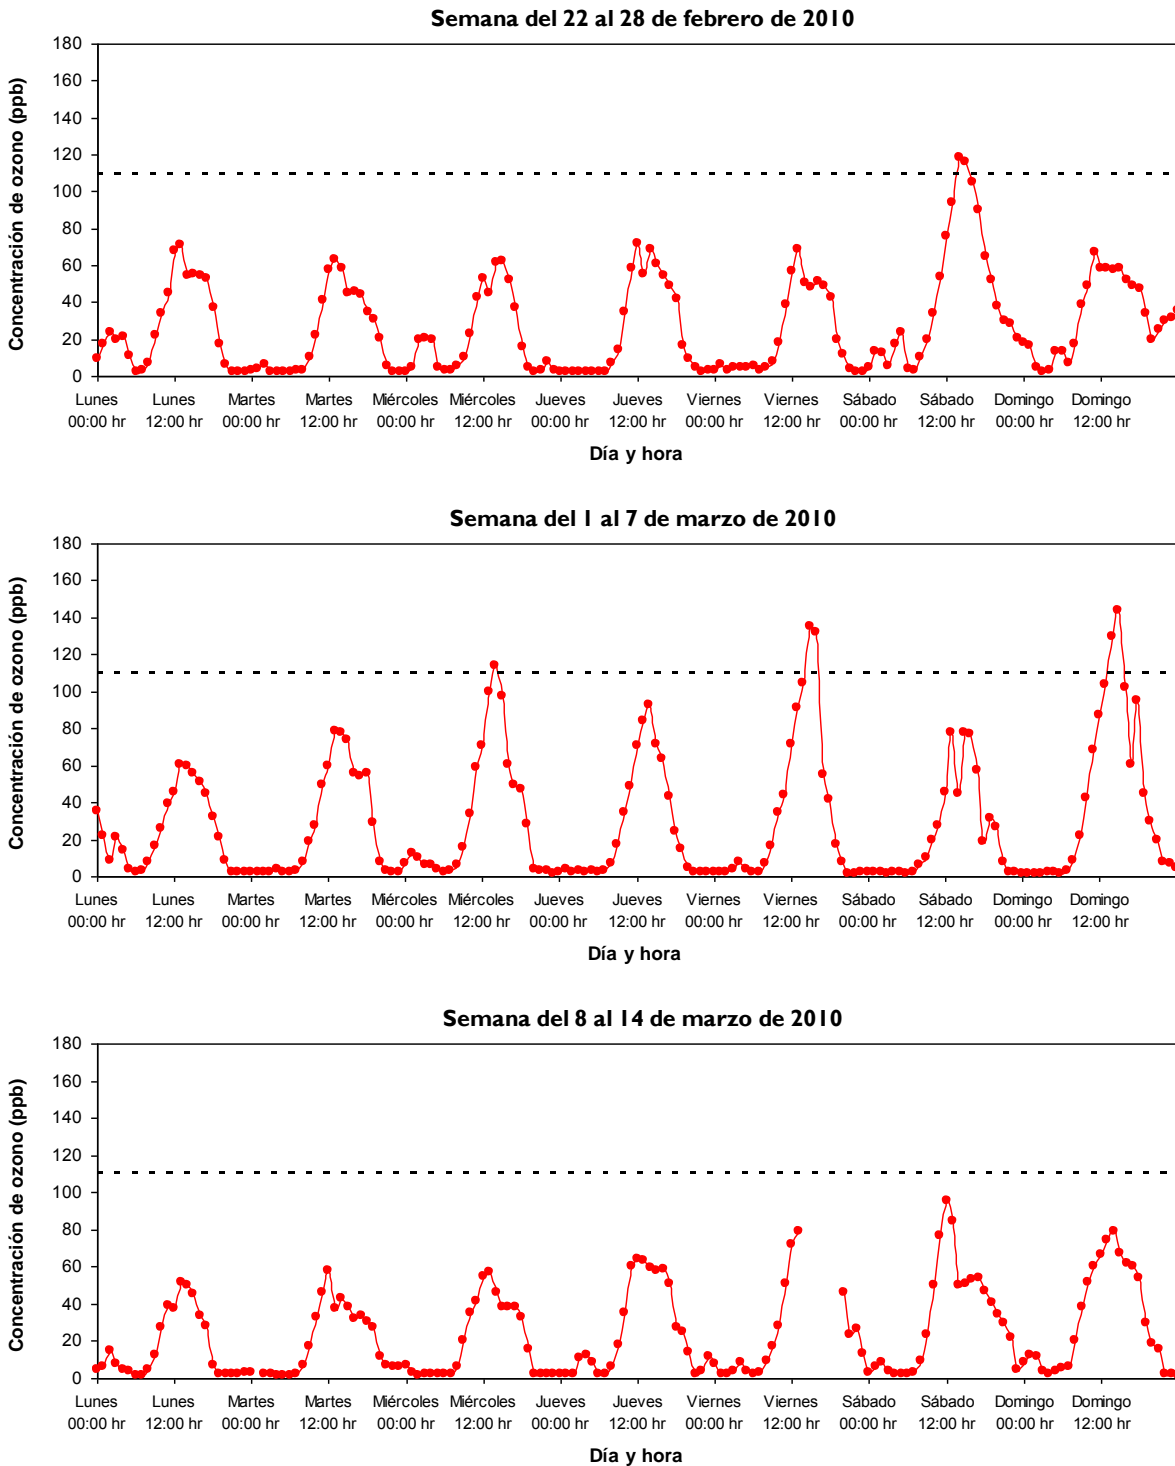 Semana del 22 al 28 de febrero de 2010
Concentración de ozono (ppb)
180
160
140
120
100
80
60
40
20
0
Lunes Lunes Martes Martes Miércoles Miércoles Jueves Jueves Viernes Viernes Sábado Sábado Domingo Domingo
00:00 hr 12:00 hr 00:00 hr 12:00 hr 00:00 hr 12:00 hr 00:00 hr 12:00 hr 00:00 hr 12:00 hr 00:00 hr 12:00 hr 00:00 hr 12:00 hr
Día y hora
Semana del 1 al 7 de marzo de 2010
Concentración de ozono (ppb)
180
160
140
120
100
80
60
40
20
0
Lunes Lunes Martes Martes Miércoles Miércoles Jueves Jueves Viernes Viernes Sábado Sábado Domingo Domingo
00:00 hr 12:00 hr 00:00 hr 12:00 hr 00:00 hr 12:00 hr 00:00 hr 12:00 hr 00:00 hr 12:00 hr 00:00 hr 12:00 hr 00:00 hr 12:00 hr
Día y hora
Semana del 8 al 14 de marzo de 2010
Concentración de ozono (ppb)
180
160
140
120
100
80
60
40
20
0
Lunes Lunes Martes Martes Miércoles Miércoles Jueves Jueves Viernes Viernes Sábado Sábado Domingo Domingo
00:00 hr 12:00 hr 00:00 hr 12:00 hr 00:00 hr 12:00 hr 00:00 hr 12:00 hr 00:00 hr 12:00 hr 00:00 hr 12:00 hr 00:00 hr 12:00 hr
Día y hora